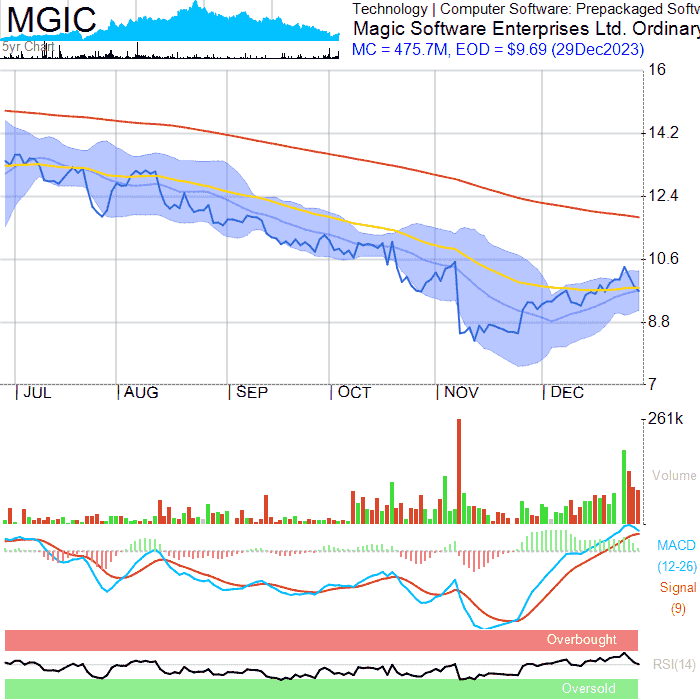 MGIC
5yr Chart
Technology | Computer Software: Prepackaged Softw
Magic Software Enterprises Ltd. Ordinary
MC = 475.7M, EOD = $9.69 (29Dec2023)
16
14.2
12.4
10.6
8.8
7
JUL AUG SEP OCT NOV DEC
261k
Volume
MACD
(12-26)
Signal
(9)
Overbought
RSI(14)
Oversold